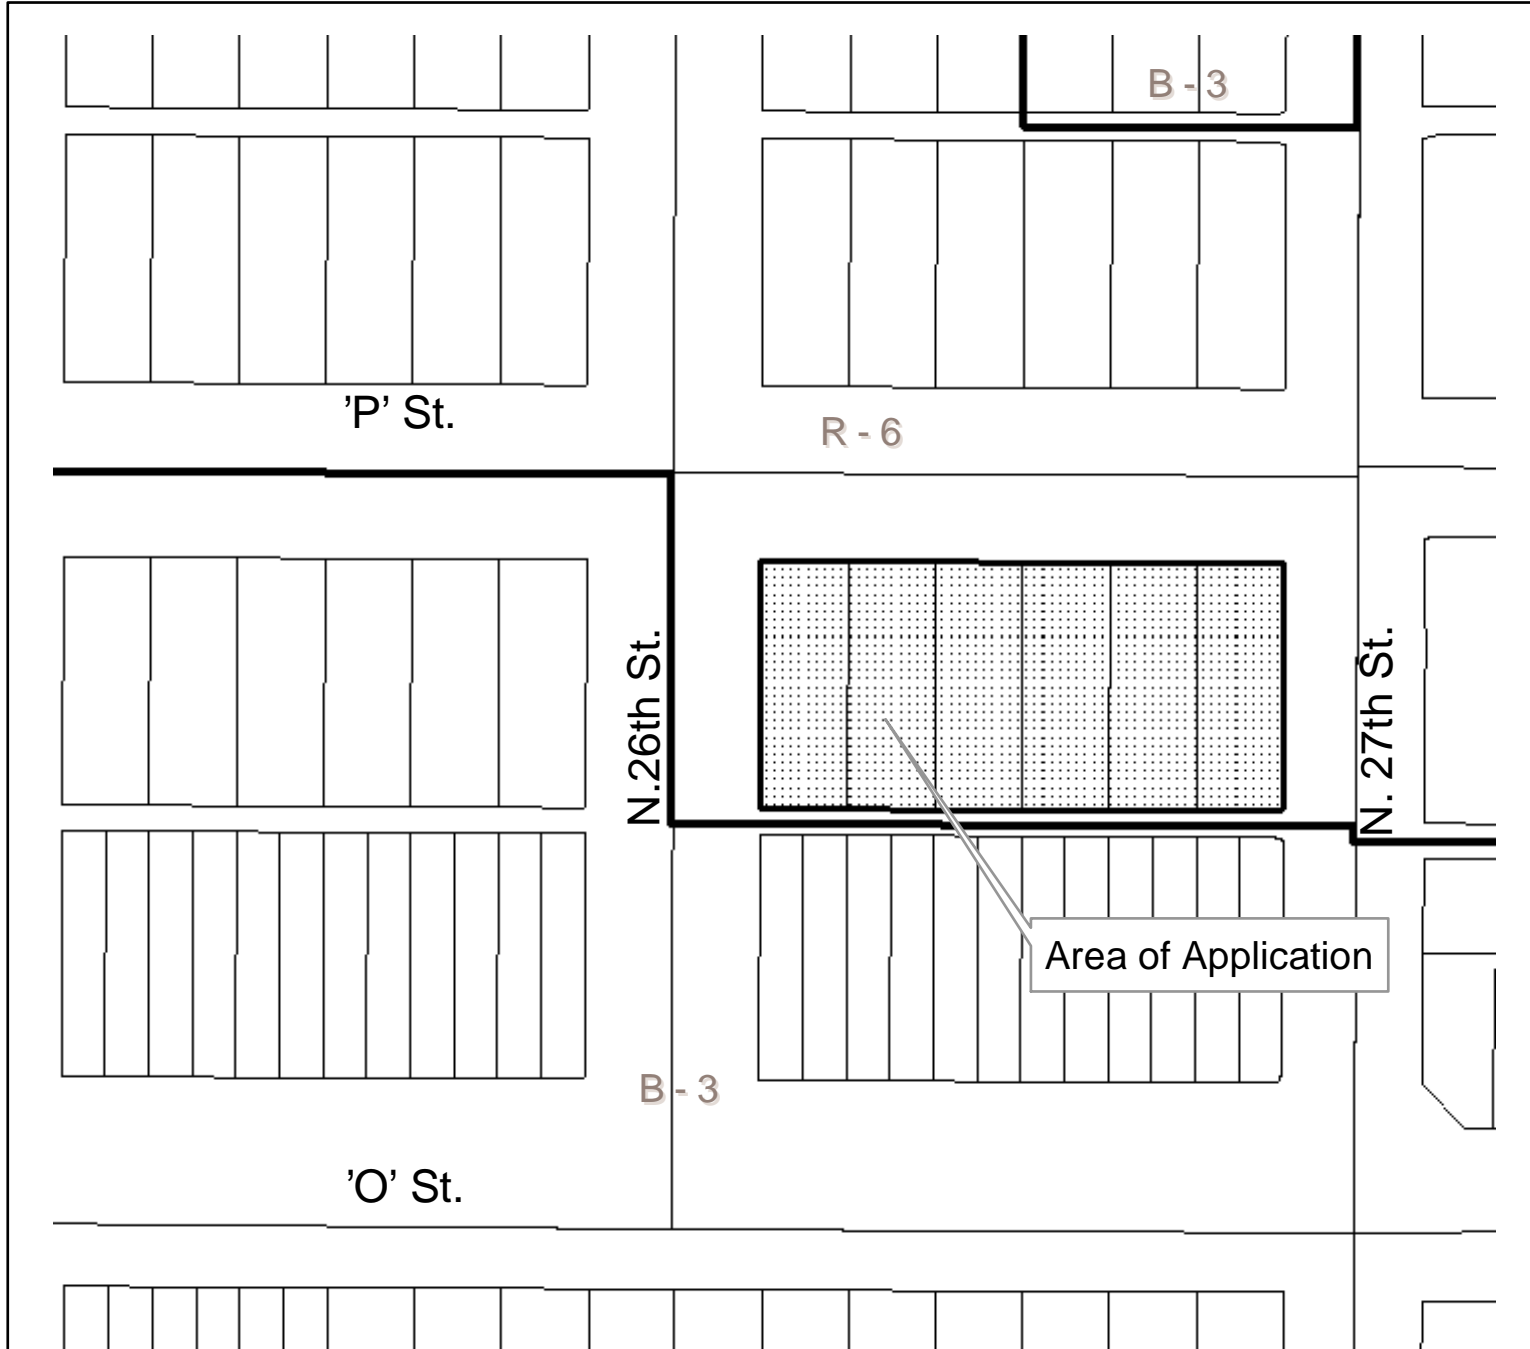 B - 3
'P' St.
R - 6
N.26th St.
N. 27th St.
Area of Application
B - 3
'O' St.